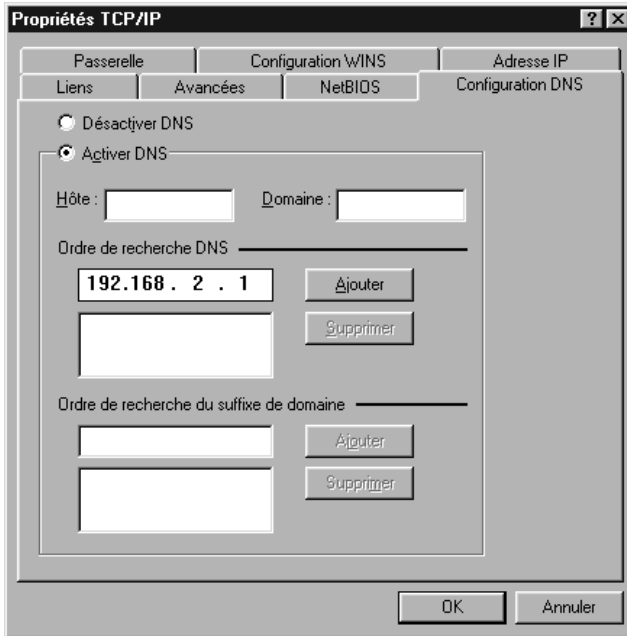 Propriétés TCP/IP
Passerelle Configuration WINS Adresse IP
Liens Avancées NetBIOS Configuration DNS
Désactiver DNS
Activer DNS
Hôte : Domaine :
Ordre de recherche DNS
192.168 . 2 . 1 Ajouter
Supprimer
Ordre de recherche du suffixe de domaine
Ajouter
Supprimer
OK Annuler